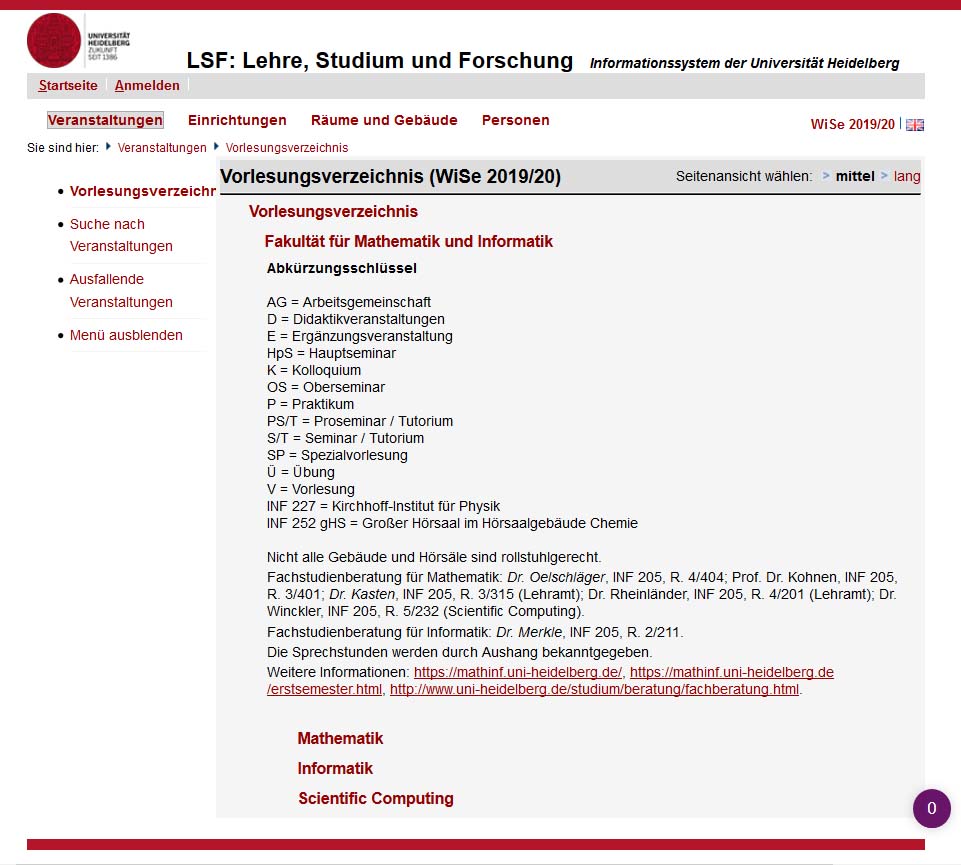 UNIVERSITÄT
HEIDELBERG
ZUKUNFT
SEIT 1386
LSF: Lehre, Studium und Forschung Informationssystem der Universität Heidelberg
Startseite Anmelden
Veranstaltungen Einrichtungen Räume und Gebäude Personen
WiSe 2019/20
Sie sind hier: Veranstaltungen Vorlesungsverzeichnis
Vorlesungsverzeichnis (WiSe 2019/20) Seitenansicht wählen: > mittel > lang
• Vorlesungsverzeichr
• Suche nach
Veranstaltungen
• Ausfallende
Veranstaltungen
• Menü ausblenden
Vorlesungsverzeichnis
Fakultät für Mathematik und Informatik
Abkürzungsschlüssel
AG = Arbeitsgemeinschaft
D = Didaktikveranstaltungen
E = Ergänzungsveranstaltung
HpS = Hauptseminar
K = Kolloquium
OS = Oberseminar
P = Praktikum
PS/T = Proseminar / Tutorium
S/T = Seminar / Tutorium
SP = Spezialvorlesung
Ü = Übung
V = Vorlesung
INF 227 = Kirchhoff-Institut für Physik
INF 252 gHS = Großer Hörsaal im Hörsaalgebäude Chemie
Nicht alle Gebäude und Hörsäle sind rollstuhlgerecht.
Fachstudienberatung für Mathematik: Dr. Oelschläger, INF 205, R. 4/404; Prof. Dr. Kohnen, INF 205,
R. 3/401; Dr. Kasten, INF 205, R. 3/315 (Lehramt); Dr. Rheinländer, INF 205, R. 4/201 (Lehramt); Dr.
Winckler, INF 205, R. 5/232 (Scientific Computing).
Fachstudienberatung für Informatik: Dr. Merkle, INF 205, R. 2/211.
Die Sprechstunden werden durch Aushang bekanntgegeben.
Weitere Informationen: https://mathinf.uni-heidelberg.de/, https://mathinf.uni-heidelberg.de
/erstsemester.html, http://www.uni-heidelberg.de/studium/beratung/fachberatung.html.
Mathematik
Informatik
Scientific Computing
0